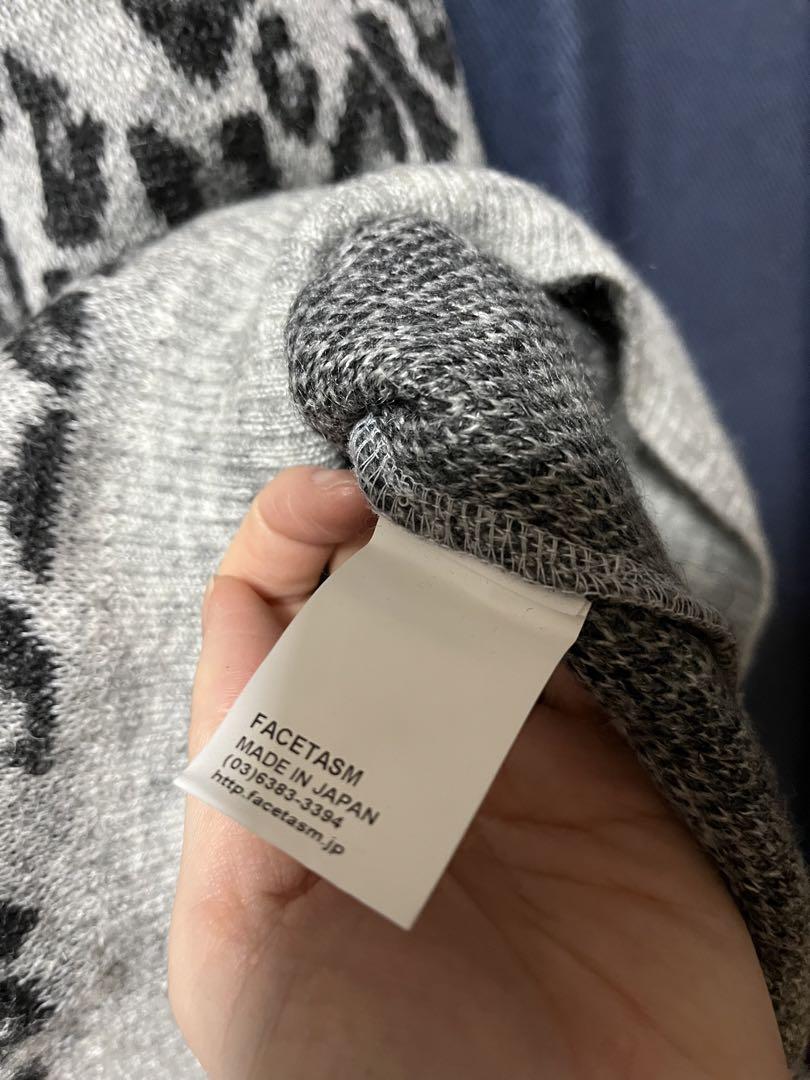 FACETASM
MADE IN JAPAN
(03)6383-3394
http.facetasm.jp